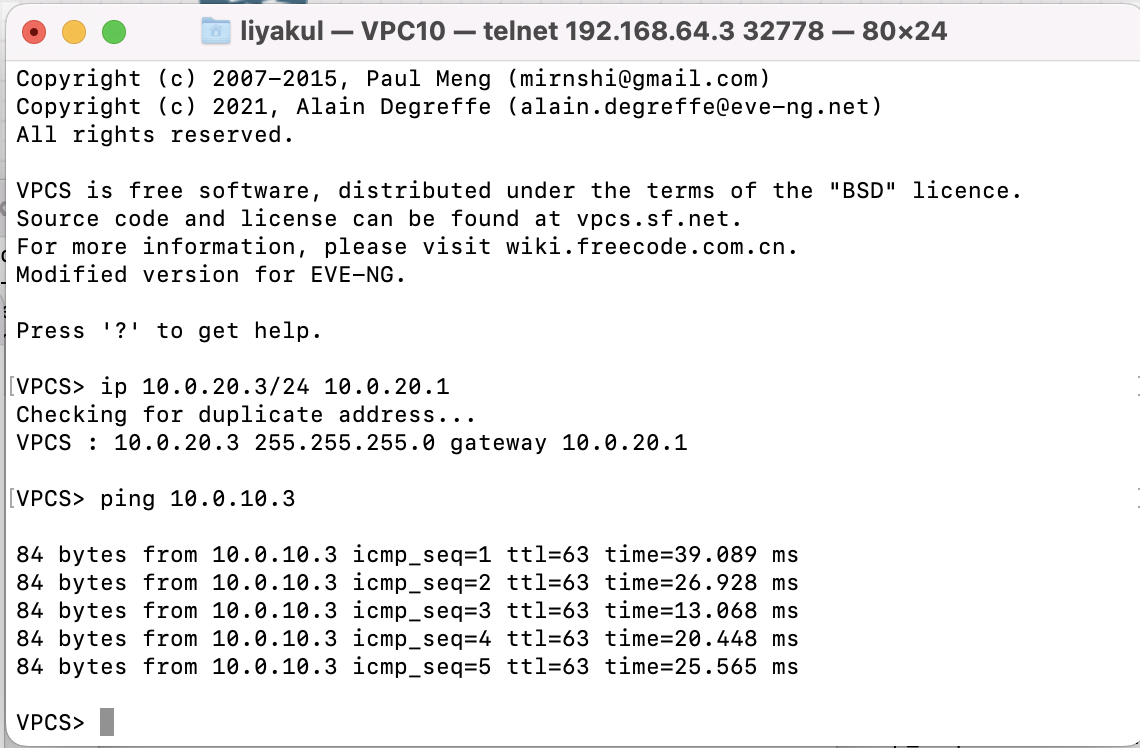 liyakul — VPC10 — telnet 192.168.64.3 32778 — 80×24
Copyright (c) 2007-2015, Paul Meng (mirnshi@gmail.com)
Copyright (c) 2021, Alain Degreffe (alain.degreffe@eve-ng.net)
All rights reserved.
VPCS is free software, distributed under the terms of the "BSD" licence.
Source code and license can be found at vpcs.sf.net.
For more information, please visit wiki.freecode.com.cn.
Modified version for EVE-NG.
Press '?' to get help.
[VPCS> ip 10.0.20.3/24 10.0.20.1
Checking for duplicate address...
VPCS : 10.0.20.3 255.255.255.0 gateway 10.0.20.1
[VPCS> ping 10.0.10.3
84 bytes from 10.0.10.3 icmp_seq=1 ttl=63 time=39.089 ms
84 bytes from 10.0.10.3 icmp_seq=2 ttl=63 time=26.928 ms
84 bytes from 10.0.10.3 icmp_seq=3 ttl=63 time=13.068 ms
84 bytes from 10.0.10.3 icmp_seq=4 ttl=63 time=20.448 ms
84 bytes from 10.0.10.3 icmp_seq=5 ttl=63 time=25.565 ms
VPCS>